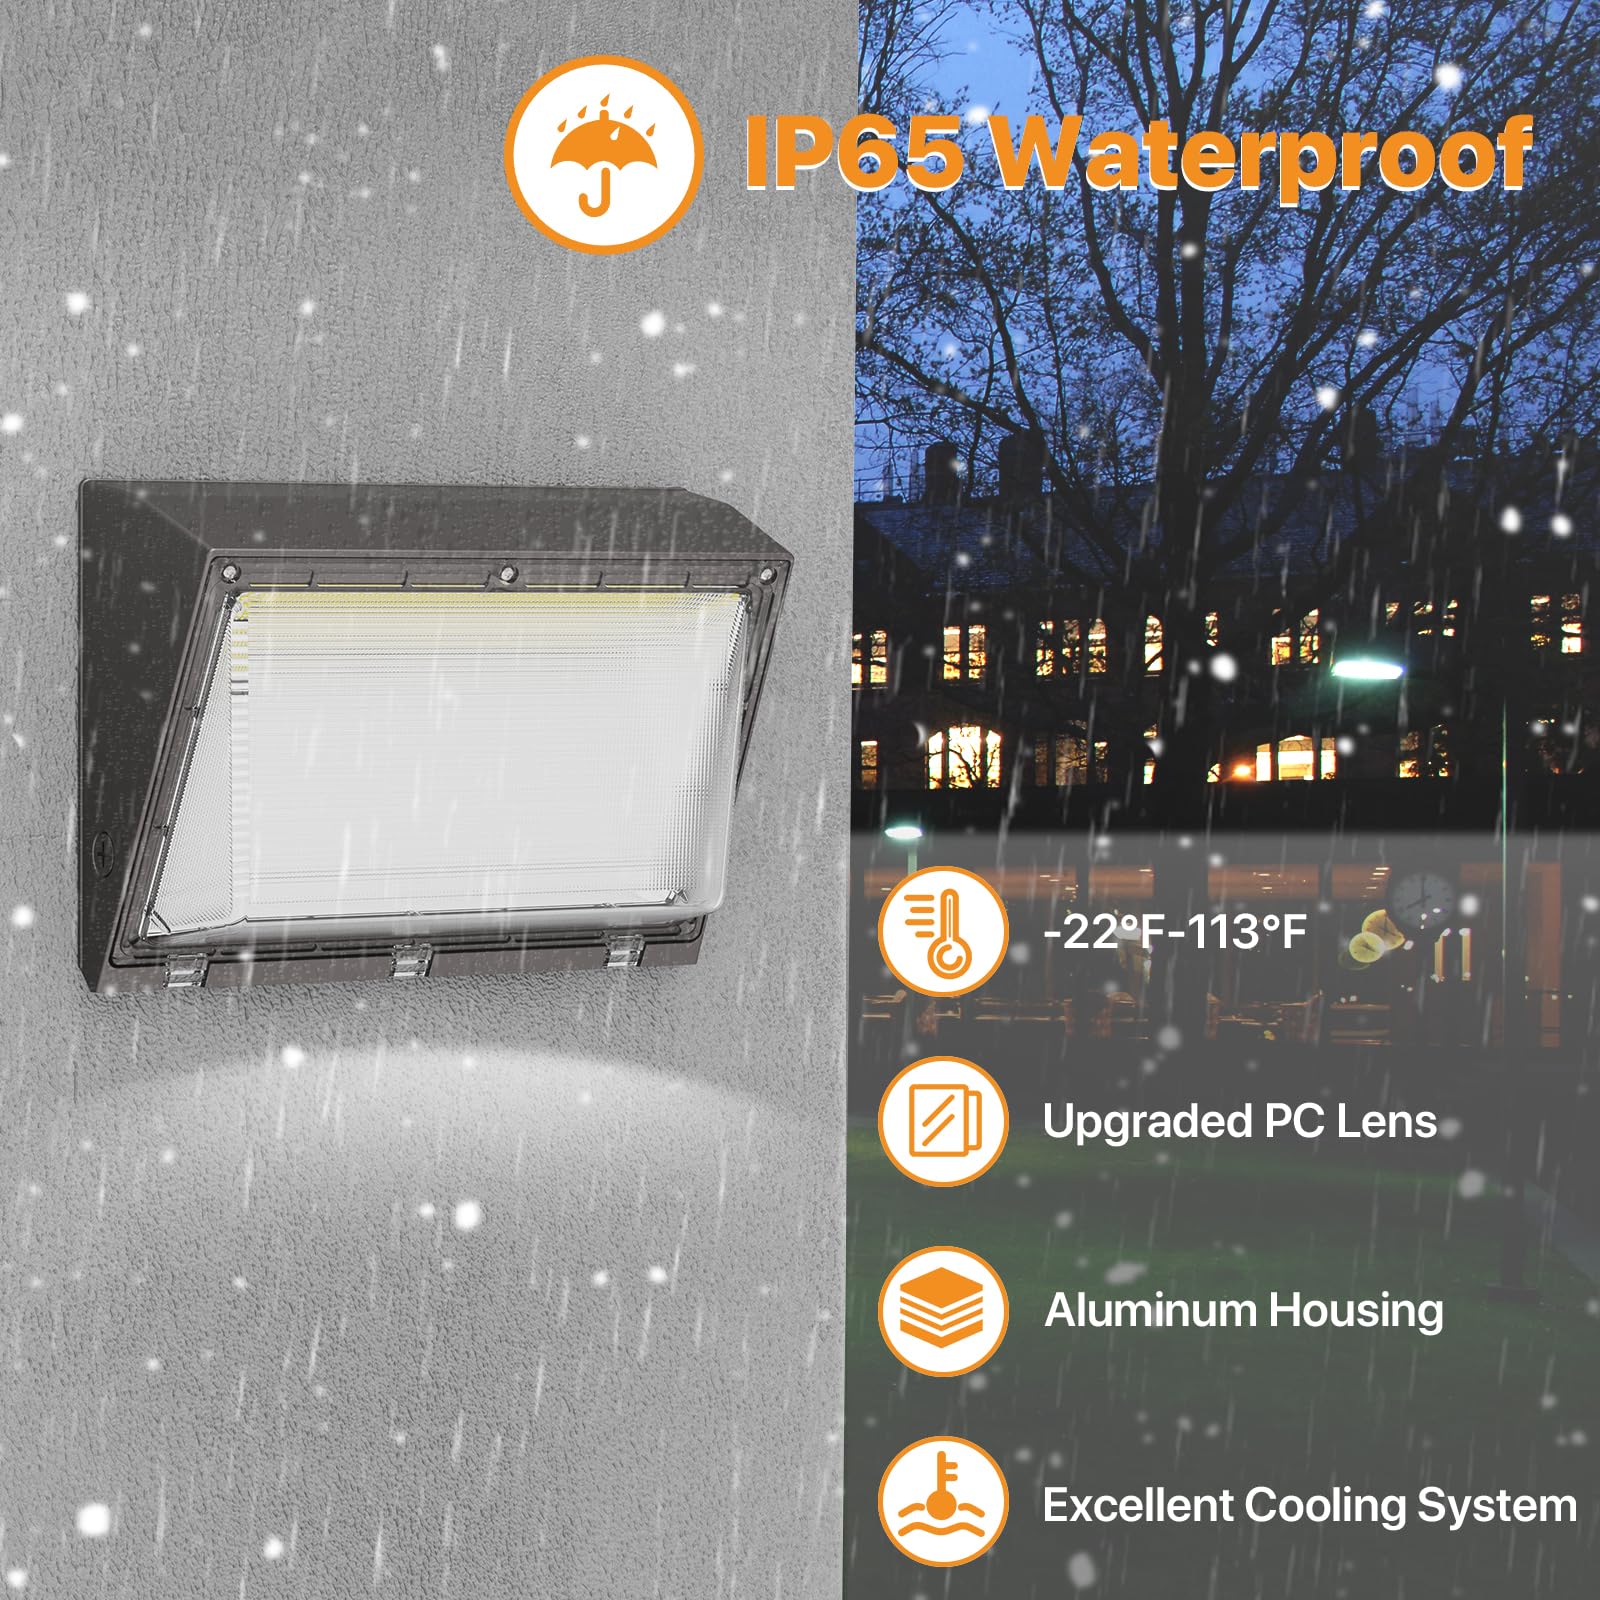 IP65 Waterproof
-22°F-113°F
Upgraded PC Lens
Aluminum Housing
Excellent Cooling System